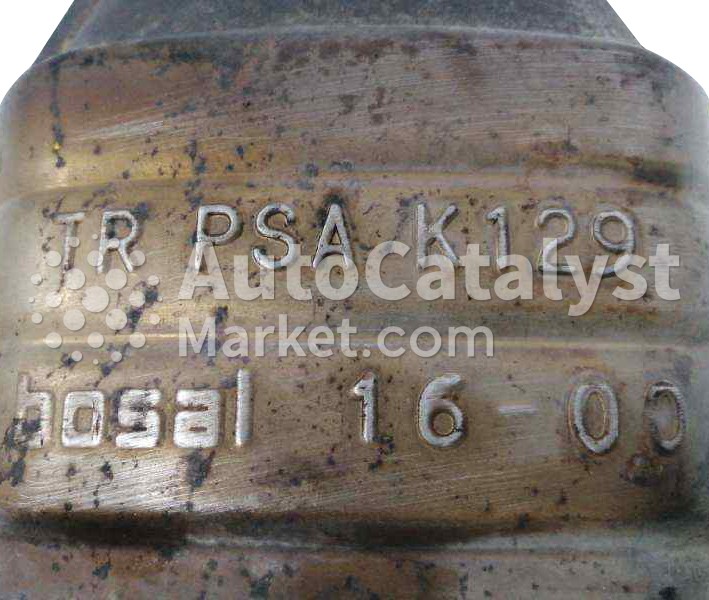 TR PSA K129
AutoCatalyst
Market.com
bosal 16-00